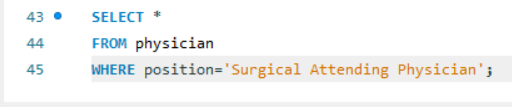 43 SELECT *
44 FROM physician
45 WHERE position='Surgical Attending Physician';